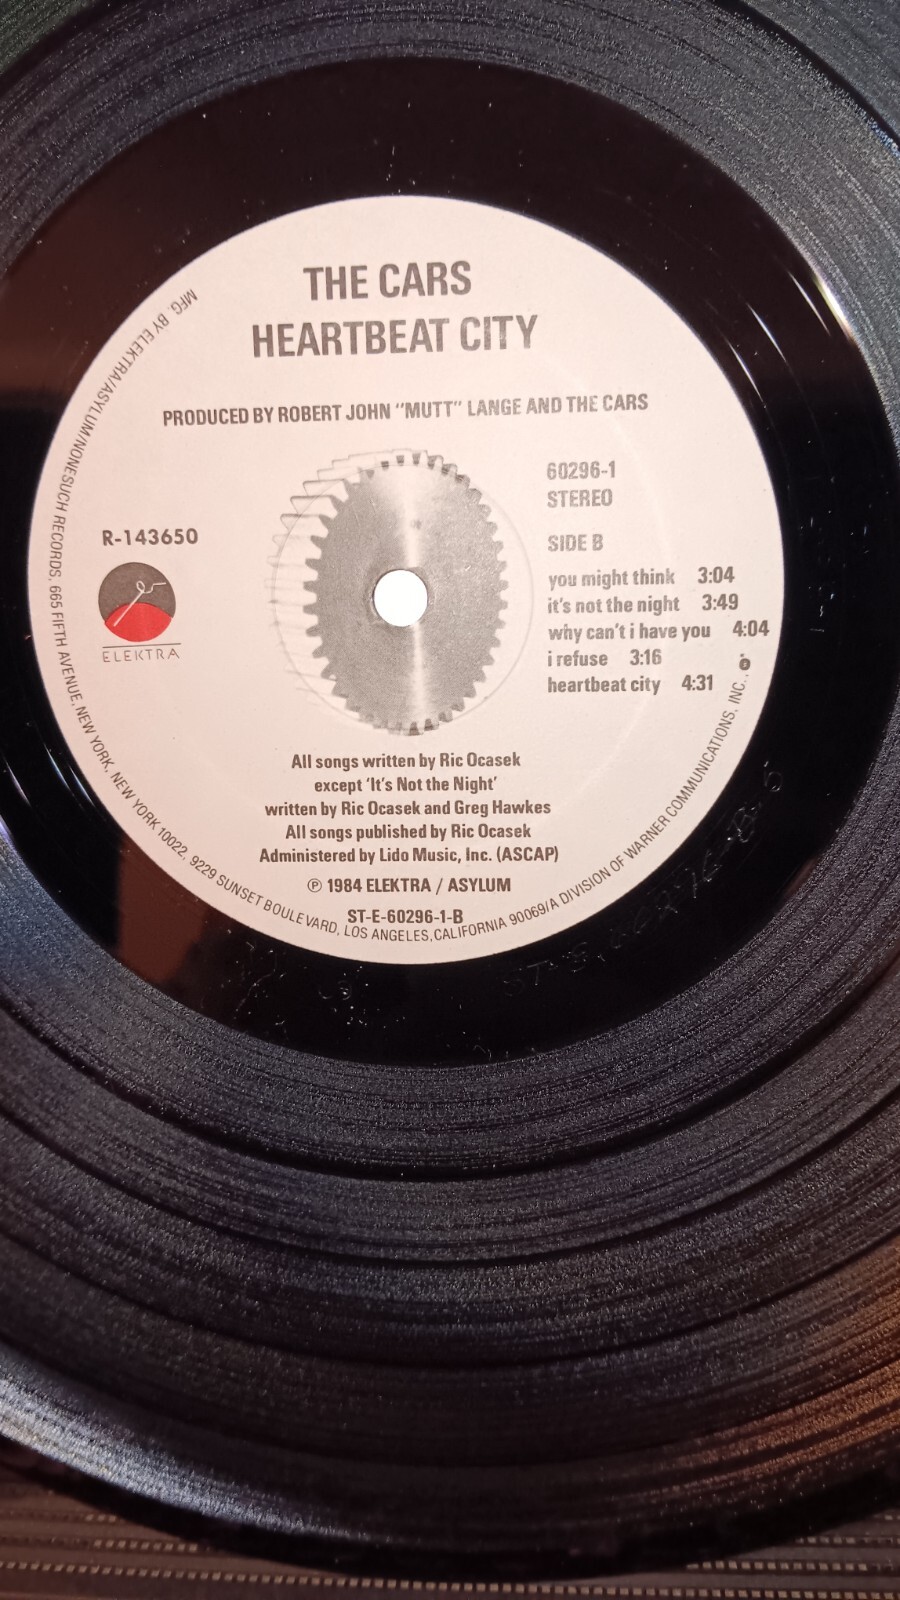 THE CARS
HEARTBEAT CITY
PRODUCED BY ROBERT JOHN "MUTT" LANGE AND THE CARS
60296-1
STEREO
R-143650
SIDE B
you might think 3:04
it's not the night 3:49
why can't i have you 4:04
i refuse 3:16
heartbeat city 4:31
ELEKTRA
All songs written by Ric Ocasek
except 'It's Not the Night'
written by Ric Ocasek and Greg Hawkes
All songs published by Ric Ocasek
Administered by Lido Music, Inc. (ASCAP)
℗ 1984 ELEKTRA / ASYLUM
ST-E-60296-1-B
MFG. BY ELEKTRA/ASYLUM/NONESUCH RECORDS, 665 FIFTH AVENUE, NEW YORK, NEW YORK 10022, 9229 SUNSET BOULEVARD, LOS ANGELES, CALIFORNIA 90069/A DIVISION OF WARNER COMMUNICATIONS, INC.